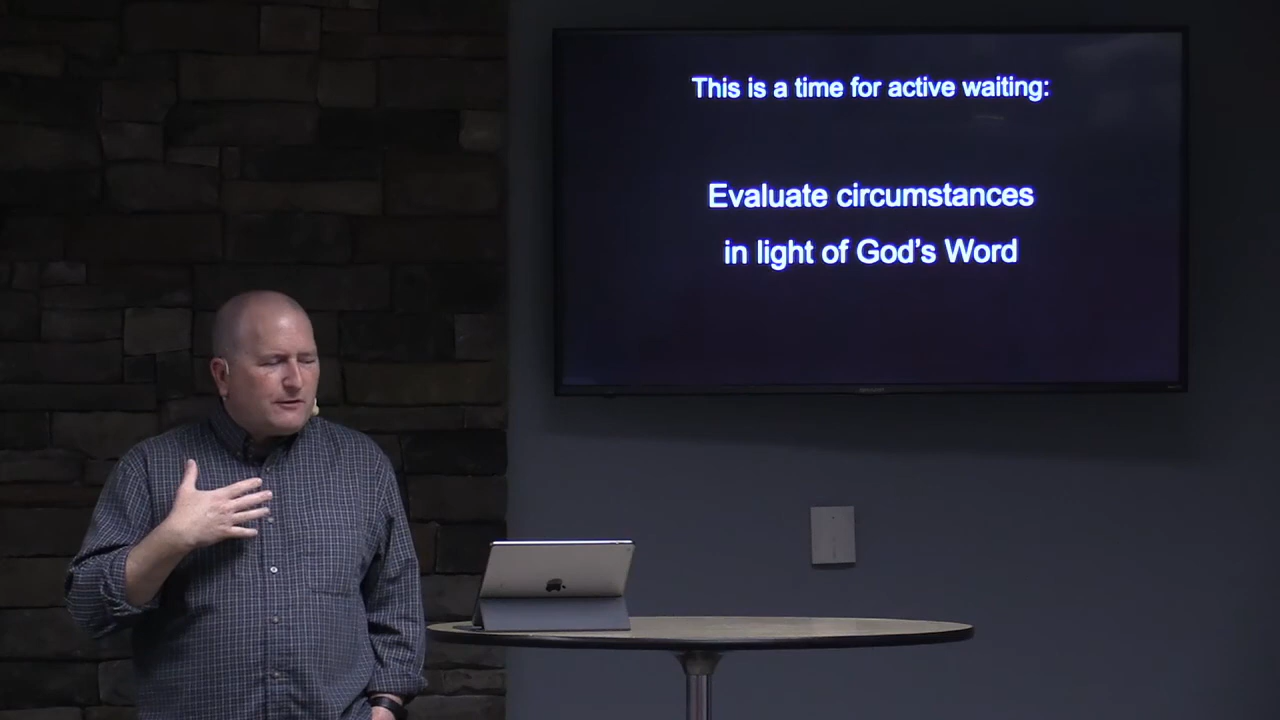 This is a time for active waiting:
Evaluate circumstances
in light of God's Word